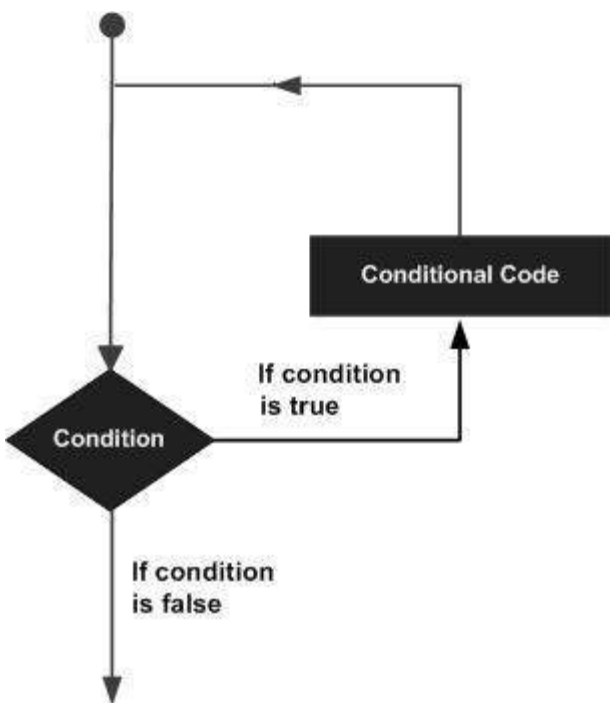 Conditional Code
If condition
is true
Condition
If condition
is false